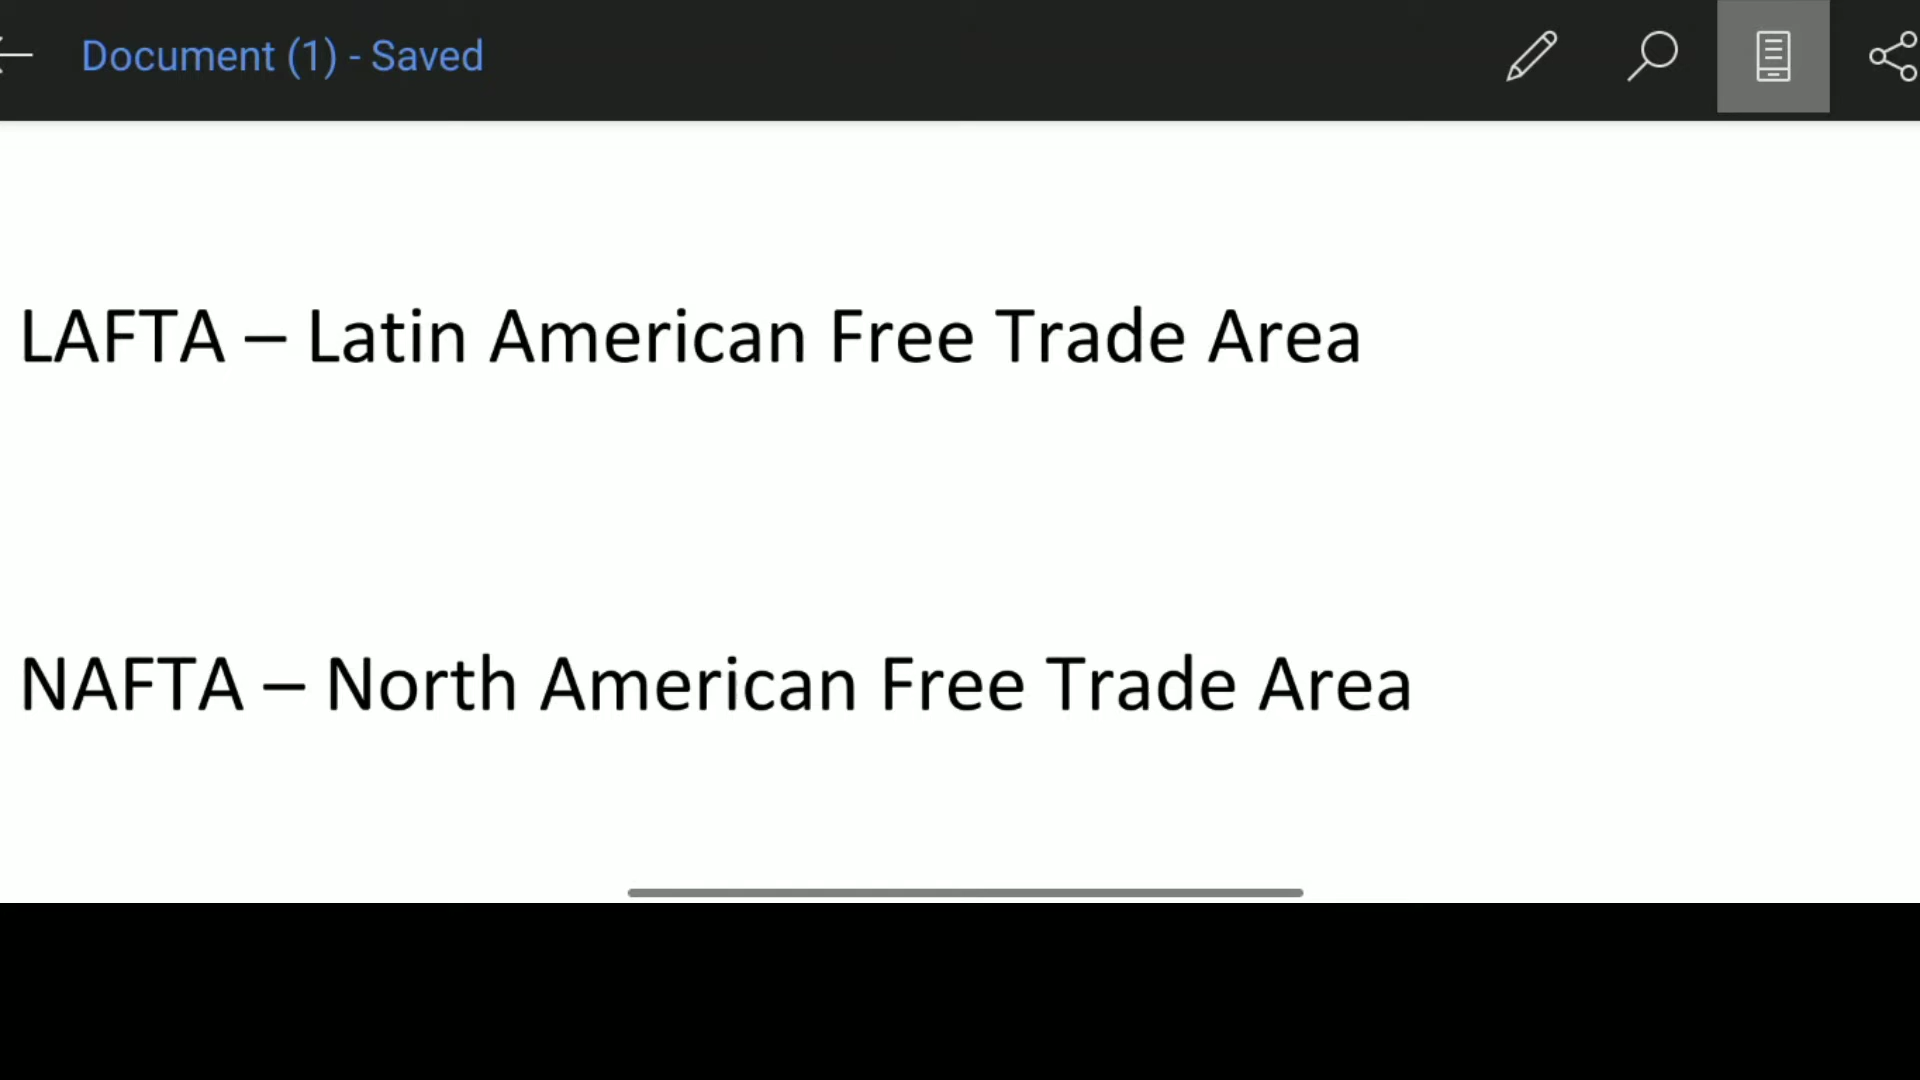 Document (1) - Saved
LAFTA – Latin American Free Trade Area
NAFTA – North American Free Trade Area